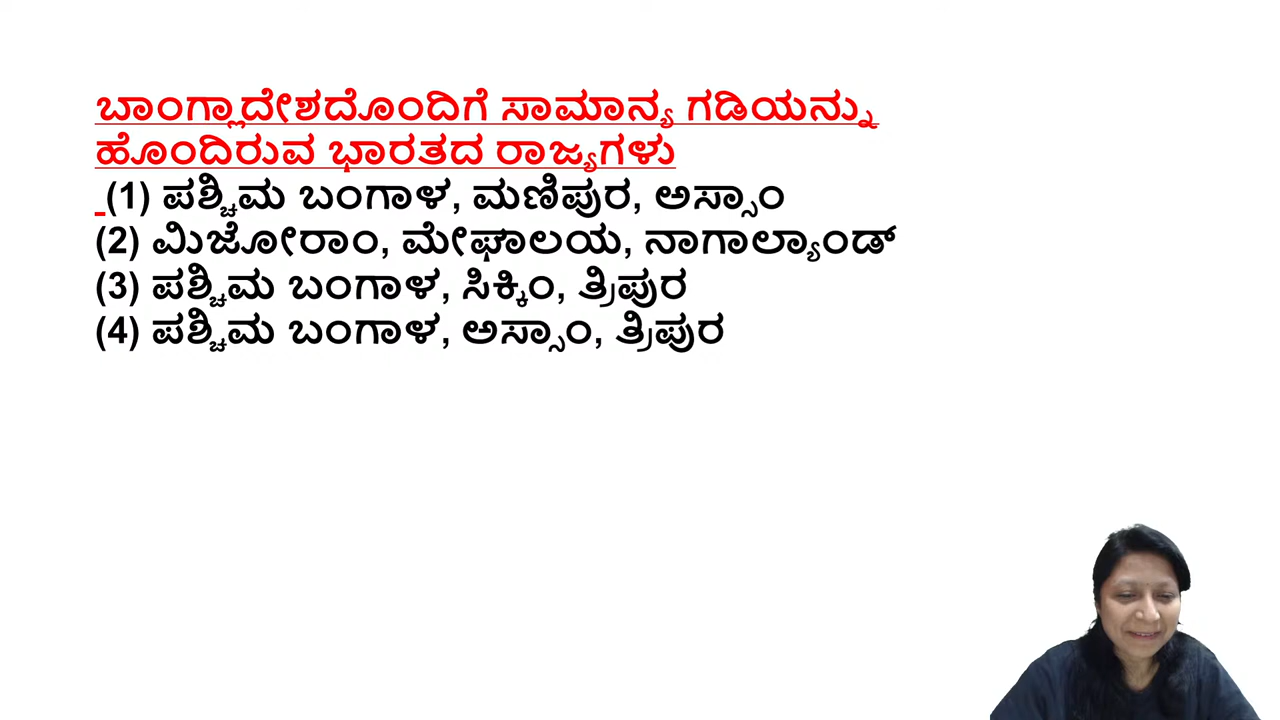 ಬಾಂಗ್ಲಾದೇಶದೊಂದಿಗೆ ಸಾಮಾನ್ಯ ಗಡಿಯನ್ನು
ಹೊಂದಿರುವ ಭಾರತದ ರಾಜ್ಯಗಳು
(1) ಪಶ್ಚಿಮ ಬಂಗಾಳ, ಮಣಿಪುರ, ಅಸ್ಸಾಂ
(2) ಮಿಜೋರಾಂ, ಮೇಘಾಲಯ, ನಾಗಾಲ್ಯಾಂಡ್
(3) ಪಶ್ಚಿಮ ಬಂಗಾಳ, ಸಿಕ್ಕಿಂ, ತ್ರಿಪುರ
(4) ಪಶ್ಚಿಮ ಬಂಗಾಳ, ಅಸ್ಸಾಂ, ತ್ರಿಪುರ